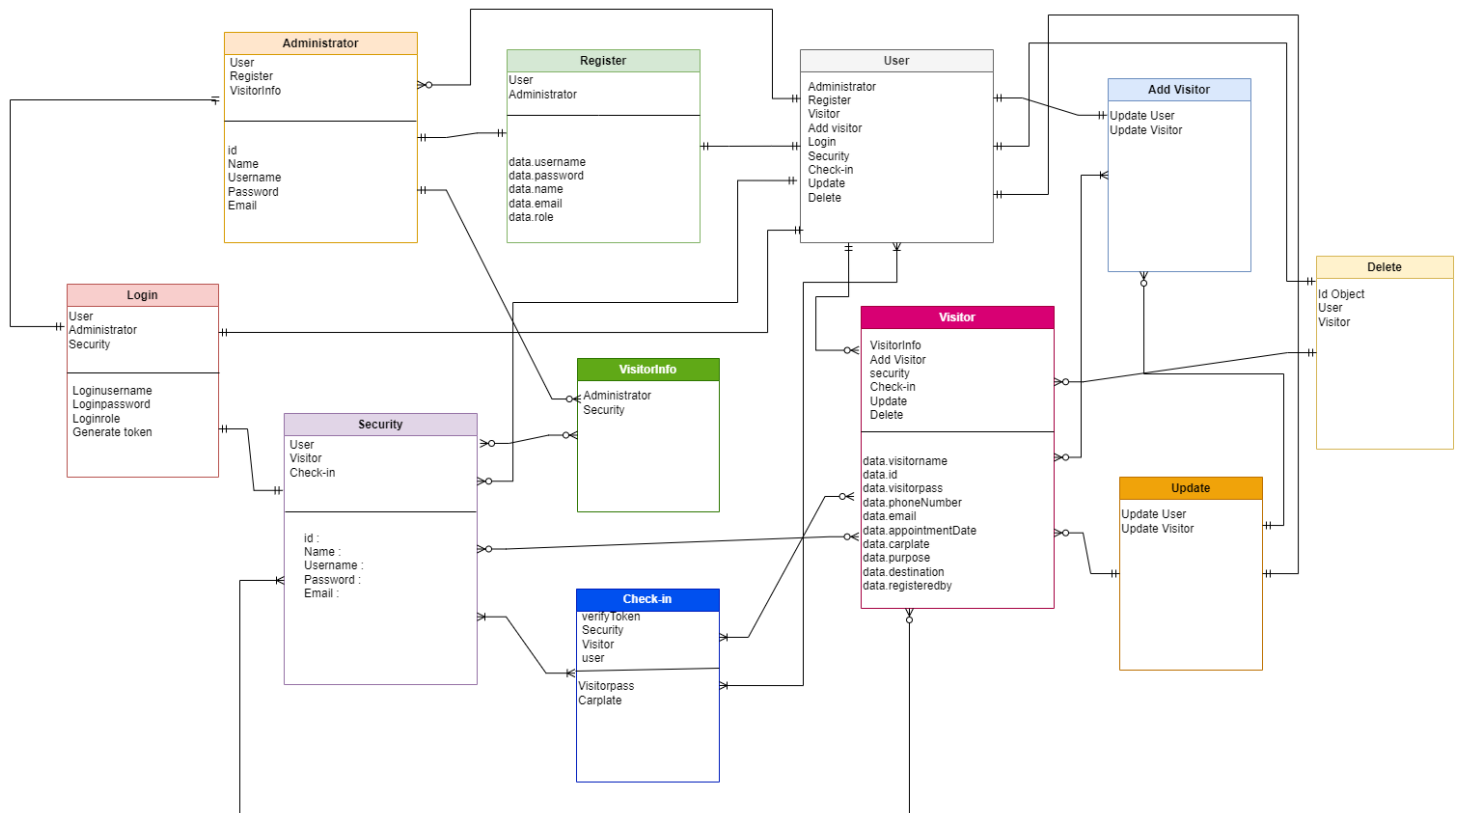 Administrator
User
Register
VisitorInfo
id
Name
Username
Password
Email
Register
User
Administrator
data.username
data.password
data.name
data.email
data.role
User
Administrator
Register
Visitor
Add visitor
Login
Security
Check-in
Update
Delete
Add Visitor
Update User
Update Visitor
Delete
Id Object
User
Visitor
Login
User
Administrator
Security
Loginusername
Loginpassword
Loginrole
Generate token
Visitor
VisitorInfo
Add Visitor
security
Check-in
Update
Delete
data.visitorname
data.id
data.visitorpass
data.phoneNumber
data.email
data.appointmentDate
data.carplate
data.purpose
data.destination
data.registeredby
VisitorInfo
Administrator
Security
Security
User
Visitor
Check-in
id :
Name :
Username :
Password :
Email :
Update
Update User
Update Visitor
Check-in
verifyToken
Security
Visitor
user
Visitorpass
Carplate